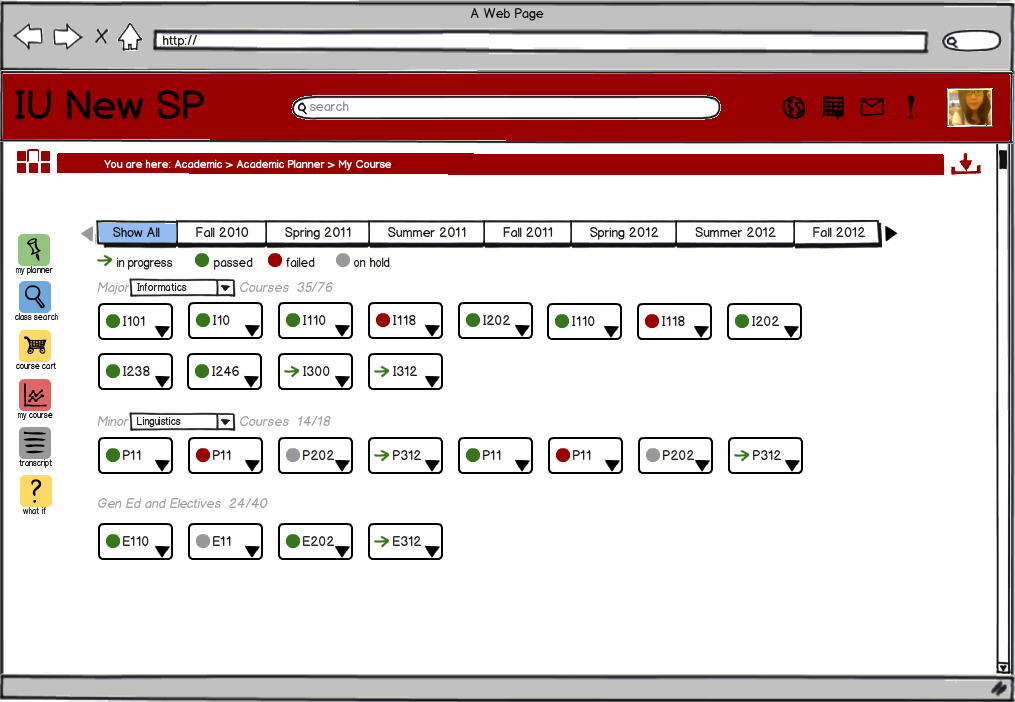 A Web Page
http://
IU New SP
search
!
You are here: Academic > Academic Planner > My Course
Show All Fall 2010 Spring 2011 Summer 2011 Fall 2011 Spring 2012 Summer 2012 Fall 2012
in progress passed failed on hold
Major Informatics Courses 35/76
I101 I10 I110 I118 I202 I110 I118 I202
I238 I246 I300 I312
Minor Linguistics Courses 14/18
P11 P11 P202 P312 P11 P11 P202 P312
Gen Ed and Electives 24/40
E110 E11 E202 E312
my planner
class search
course cart
my course
transcript
?
what if